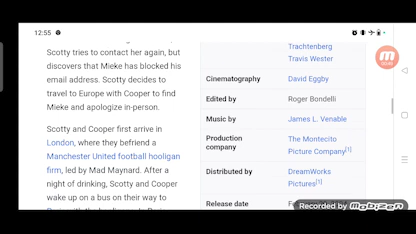 12:55
Scotty tries to contact her again, but
discovers that Mieke has blocked his
email address. Scotty decides to
travel to Europe with Cooper to find
Mieke and apologize in-person.
Scotty and Cooper first arrive in
London, where they befriend a
Manchester United football hooligan
firm, led by Mad Maynard. After a
night of drinking, Scotty and Cooper
wake up on a bus on their way to
Trachtenberg
Travis Wester
Cinematography David Eggby
Edited by Roger Bondelli
Music by James L. Venable
Production
company
The Montecito
Picture Company[1]
Distributed by DreamWorks
Pictures[1]
Release date
Recorded by Mobizen